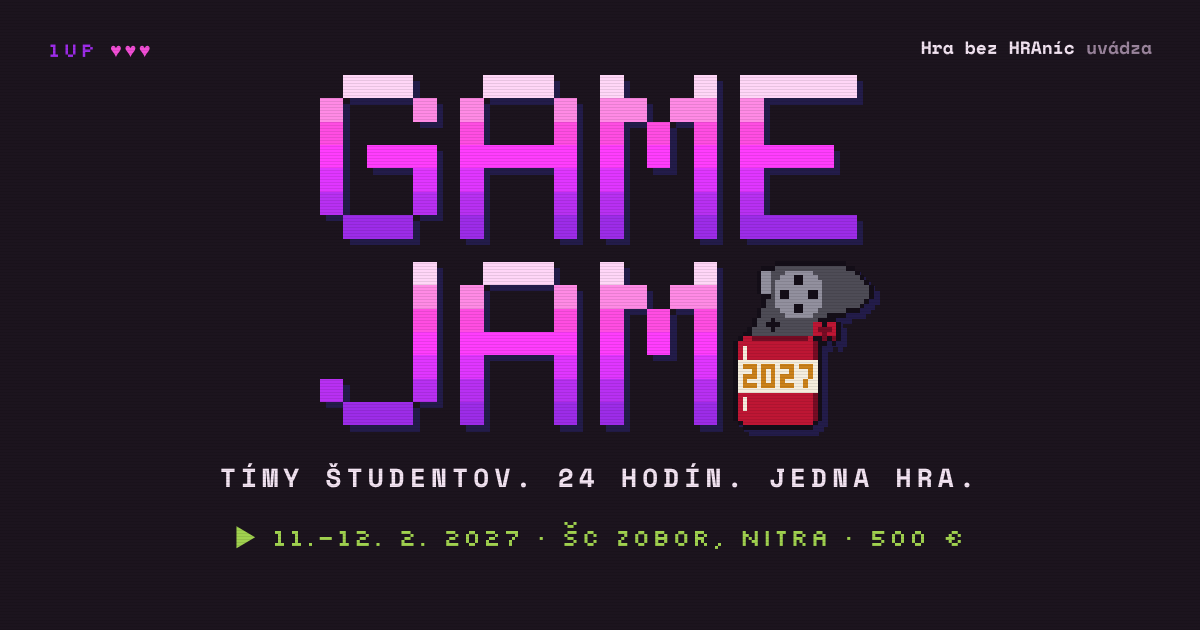 1UP ♥♥♥
Hra bez HRAníc uvádza
GAME
JAM
2027
TÍMY ŠTUDENTOV. 24 HODÍN. JEDNA HRA.
▶ 11.–12. 2. 2027 · ŠC ZOBOR, NITRA · 500 €